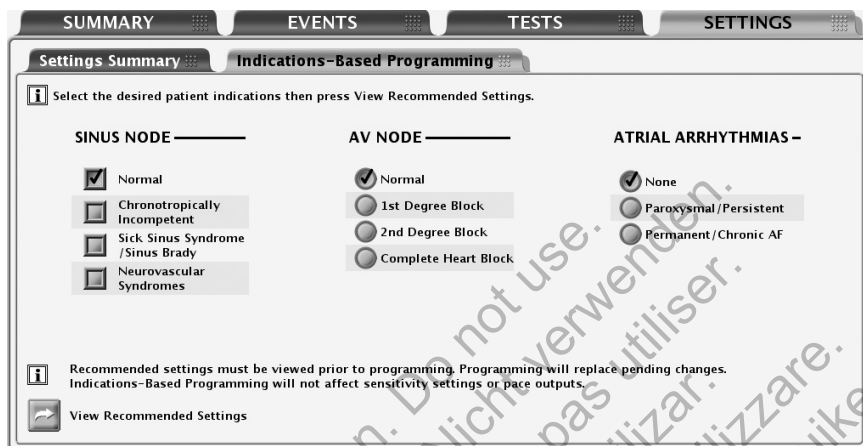 SUMMARY EVENTS TESTS SETTINGS
Settings Summary Indications-Based Programming
i Select the desired patient indications then press View Recommended Settings.
SINUS NODE
Normal
Chronotropically
Incompetent
Sick Sinus Syndrome
/Sinus Brady
Neurovascular
Syndromes
AV NODE
Normal
1st Degree Block
2nd Degree Block
Complete Heart Block
ATRIAL ARRHYTHMIAS
None
Paroxysmal/Persistent
Permanent/Chronic AF
i Recommended settings must be viewed prior to programming. Programming will replace pending changes.
Indications-Based Programming will not affect sensitivity settings or pace outputs.
View Recommended Settings
n. Do not use.
Nicht verwenden.
pas utiliser.